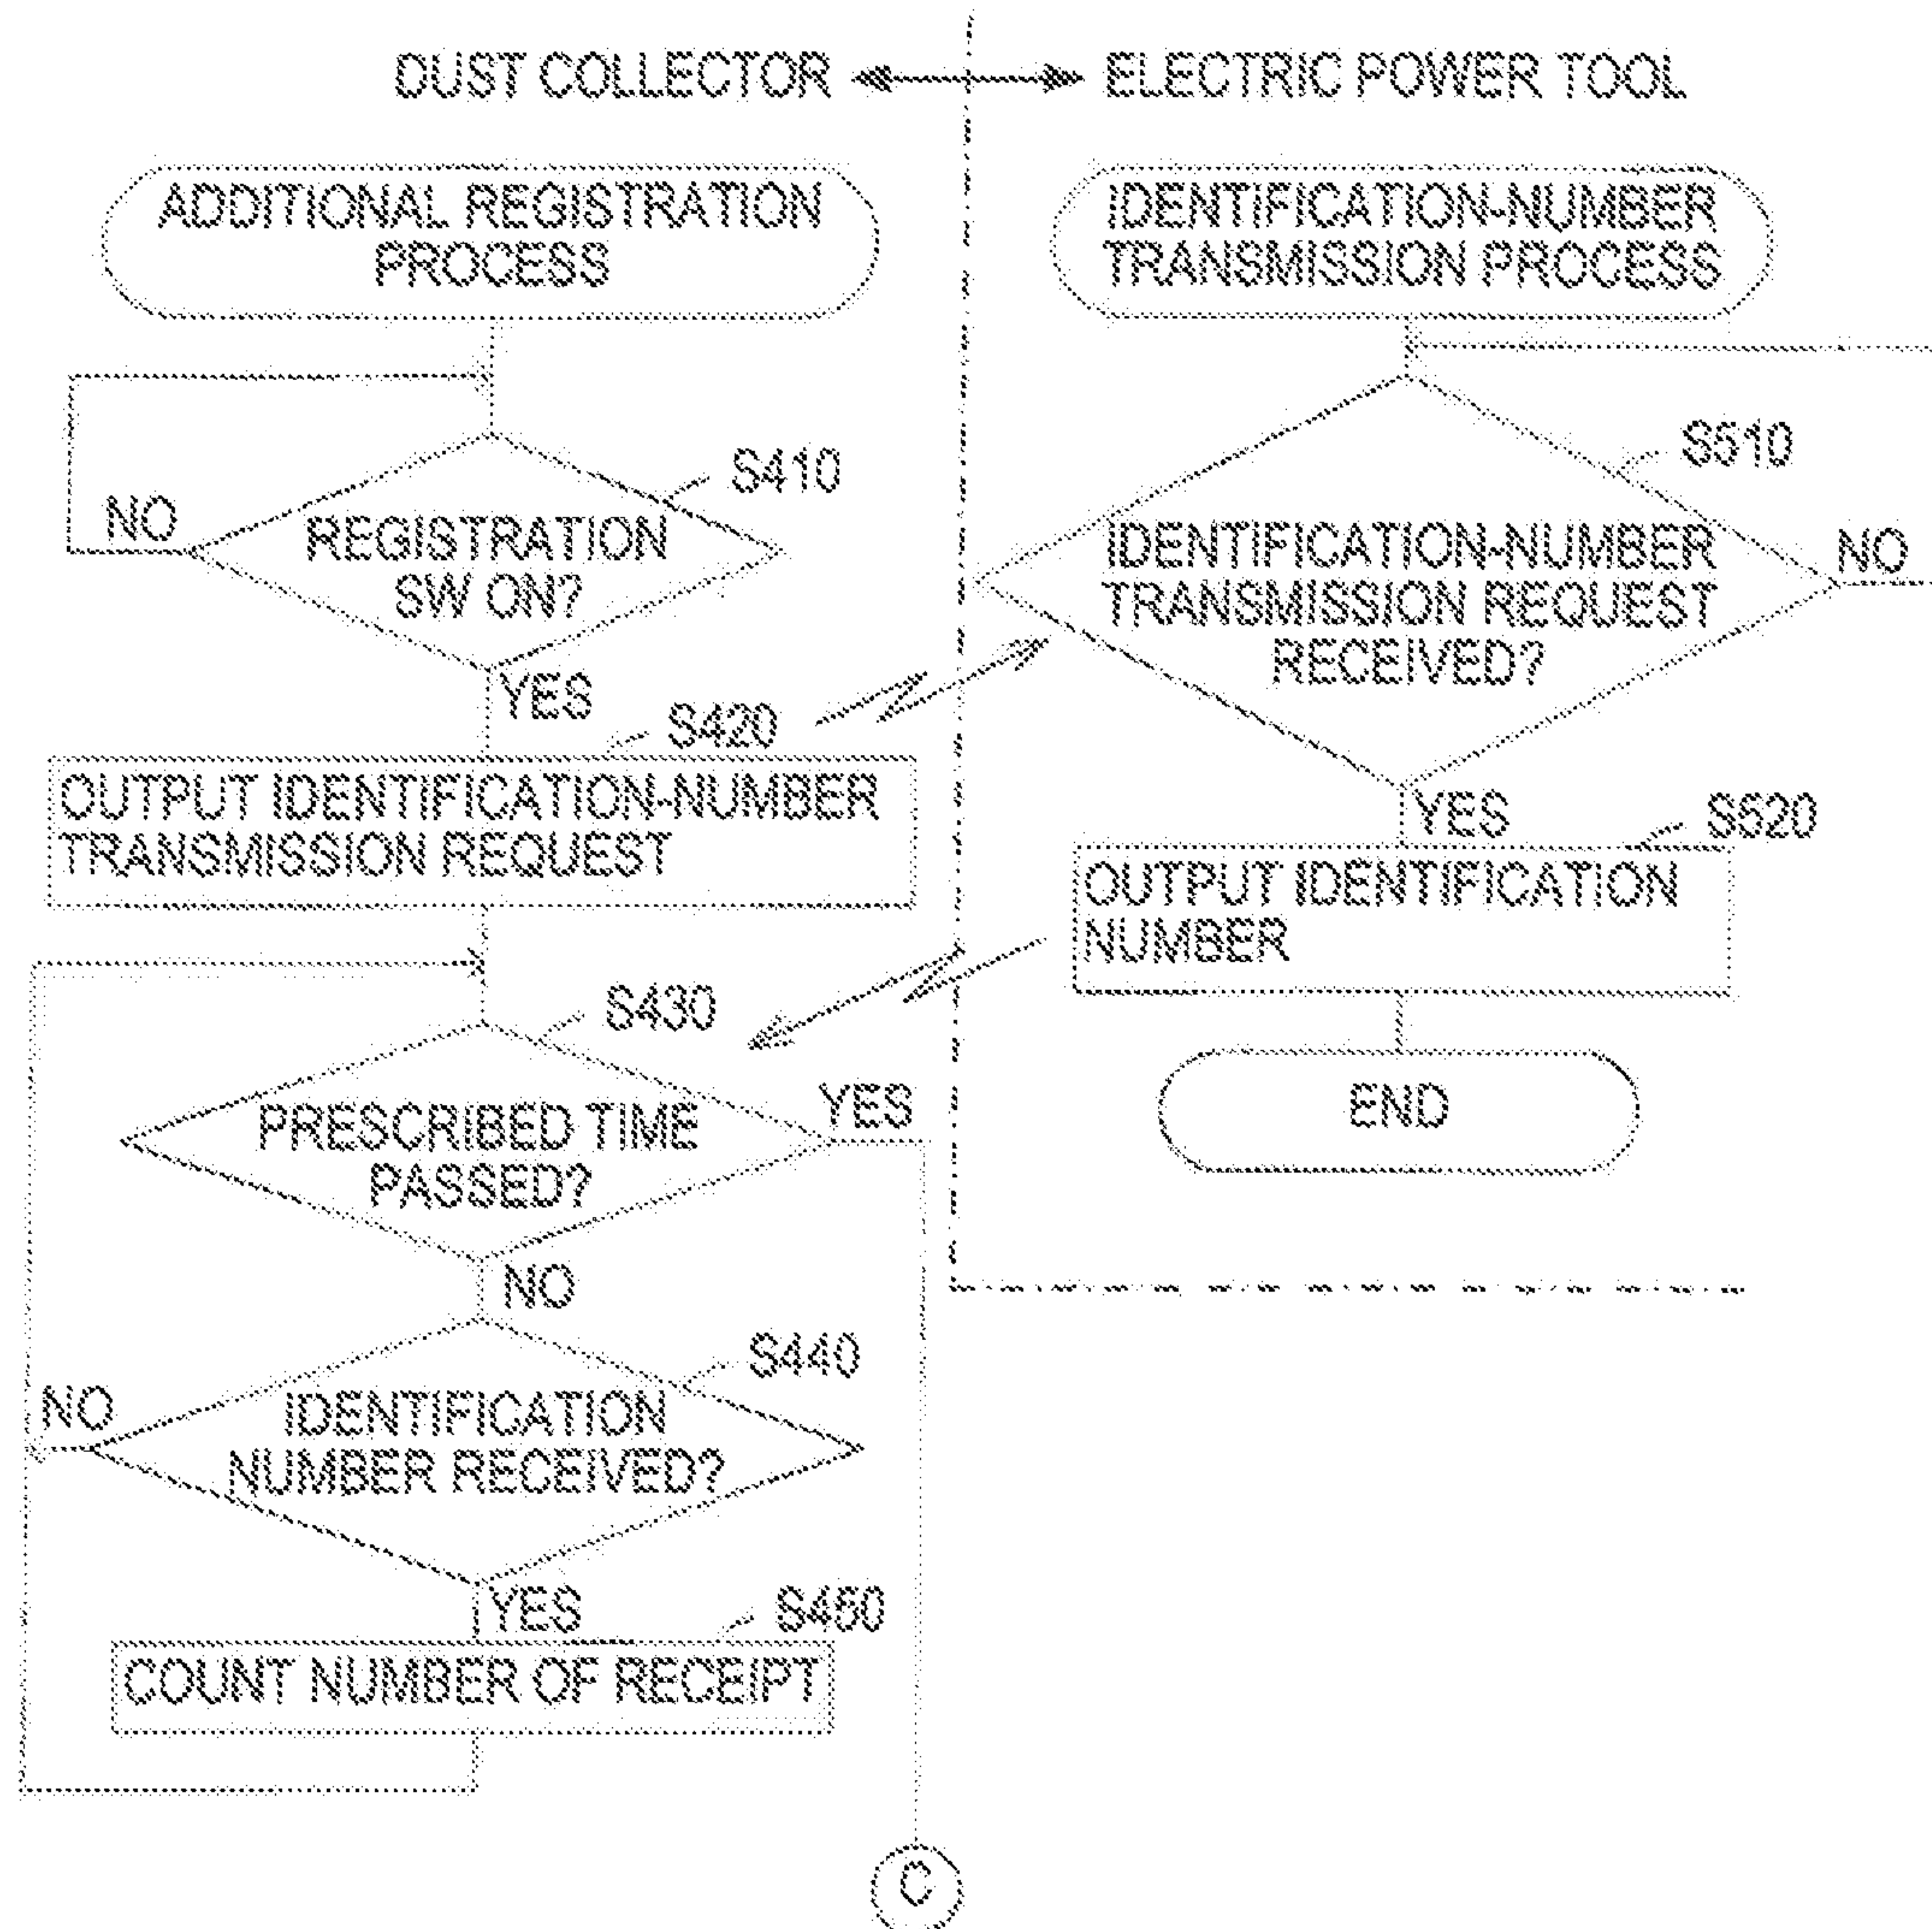 DUST COLLECTOR
ELECTRIC POWER TOOL
ADDITIONAL REGISTRATION
PROCESS
S410
NO
REGISTRATION
SW ON?
YES
S420
OUTPUT IDENTIFICATION-NUMBER
TRANSMISSION REQUEST
S430
YES
PRESCRIBED TIME
PASSED?
NO
S440
NO
IDENTIFICATION
NUMBER RECEIVED?
YES
S450
COUNT NUMBER OF RECEIPT
C
IDENTIFICATION-NUMBER
TRANSMISSION PROCESS
S510
IDENTIFICATION-NUMBER
TRANSMISSION REQUEST
RECEIVED?
NO
YES
S520
OUTPUT IDENTIFICATION
NUMBER
END